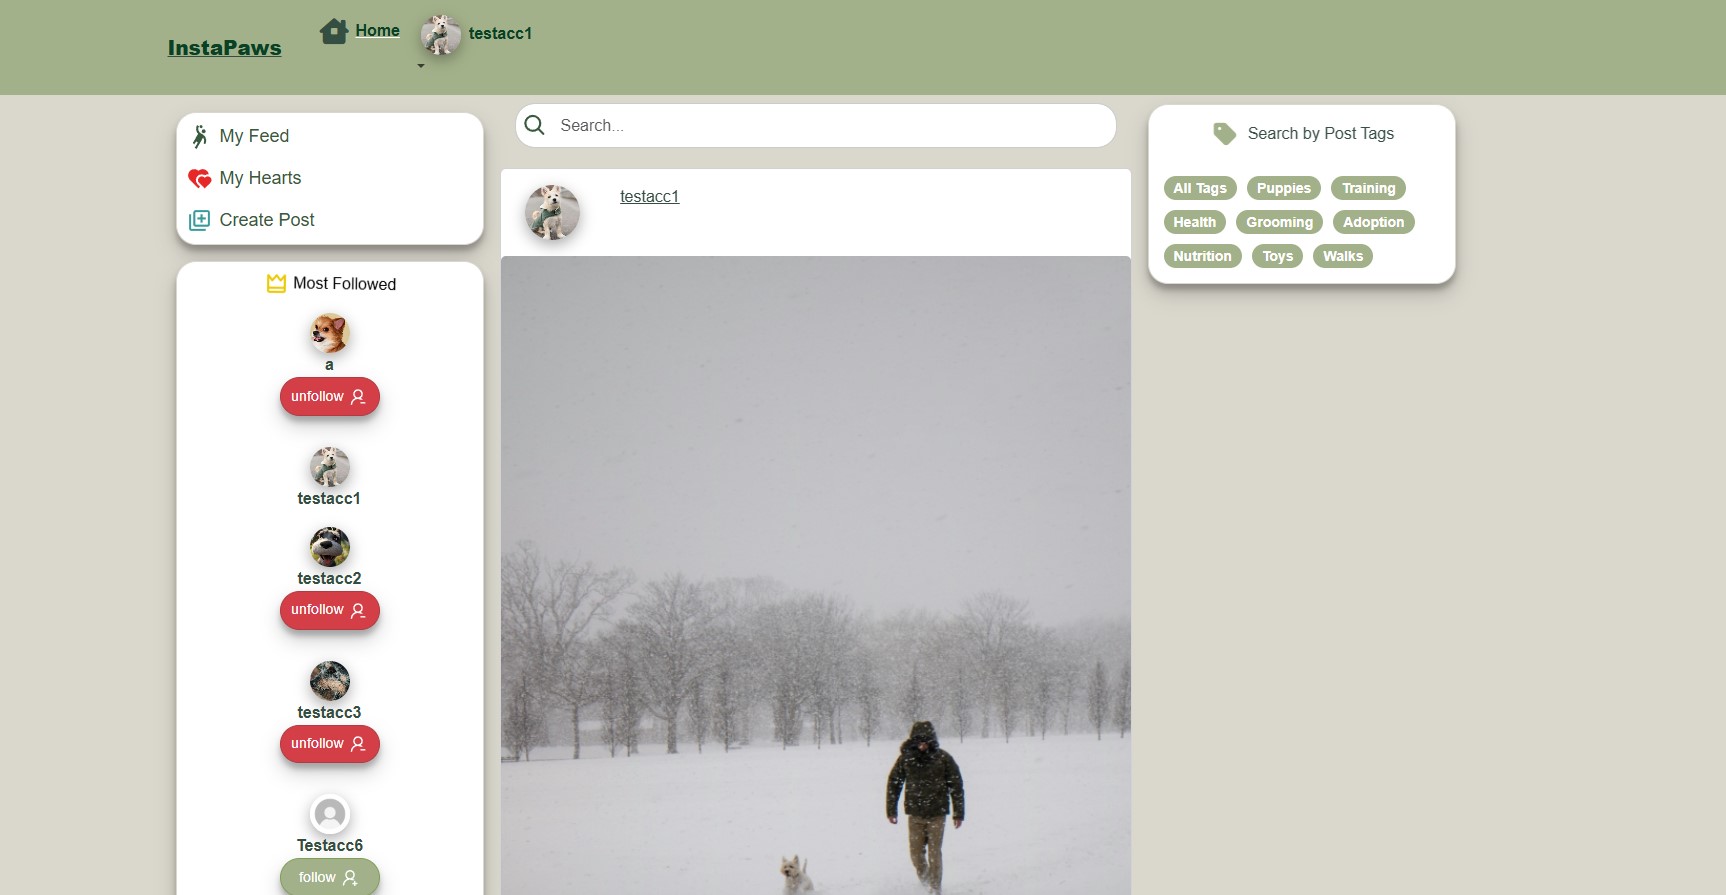 InstaPaws
Home
testacc1
My Feed
My Hearts
Create Post
Most Followed
a
unfollow
testacc1
testacc2
unfollow
testacc3
unfollow
Testacc6
follow
Search...
testacc1
Search by Post Tags
All Tags Puppies Training
Health Grooming Adoption
Nutrition Toys Walks